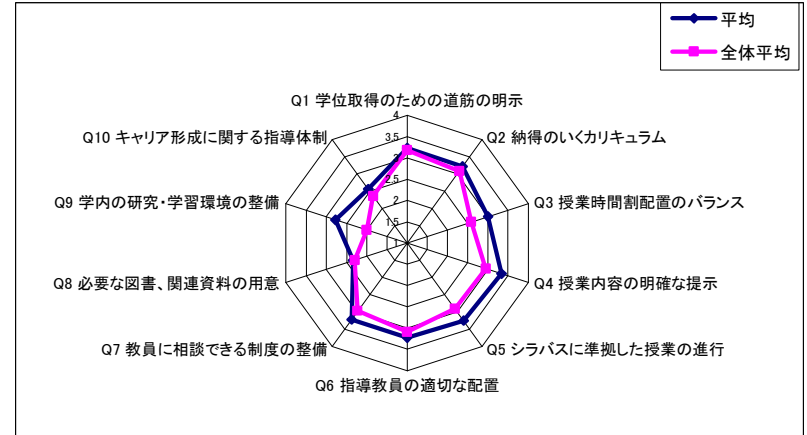 平均
全体平均
Q1 学位取得のための道筋の明示
Q10 キャリア形成に関する指導体制
Q2 納得のいくカリキュラム
Q9 学内の研究・学習環境の整備
Q3 授業時間割配置のバランス
Q8 必要な図書、関連資料の用意
Q4 授業内容の明確な提示
Q7 教員に相談できる制度の整備
Q5 シラバスに準拠した授業の進行
Q6 指導教員の適切な配置
4
3.5
3
2.5
2
1.5
1